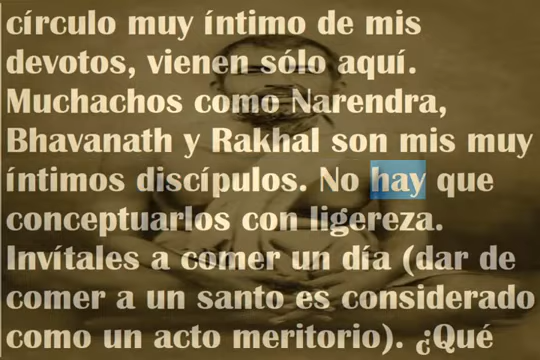 círculo muy íntimo de mis
devotos, vienen sólo aquí.
Muchachos como Narendra,
Bhavanath y Rakhal son mis muy
íntimos discípulos. No hay que
conceptuarlos con ligereza.
Invítales a comer un día (dar de
comer a un santo es considerado
como un acto meritorio). ¿Qué